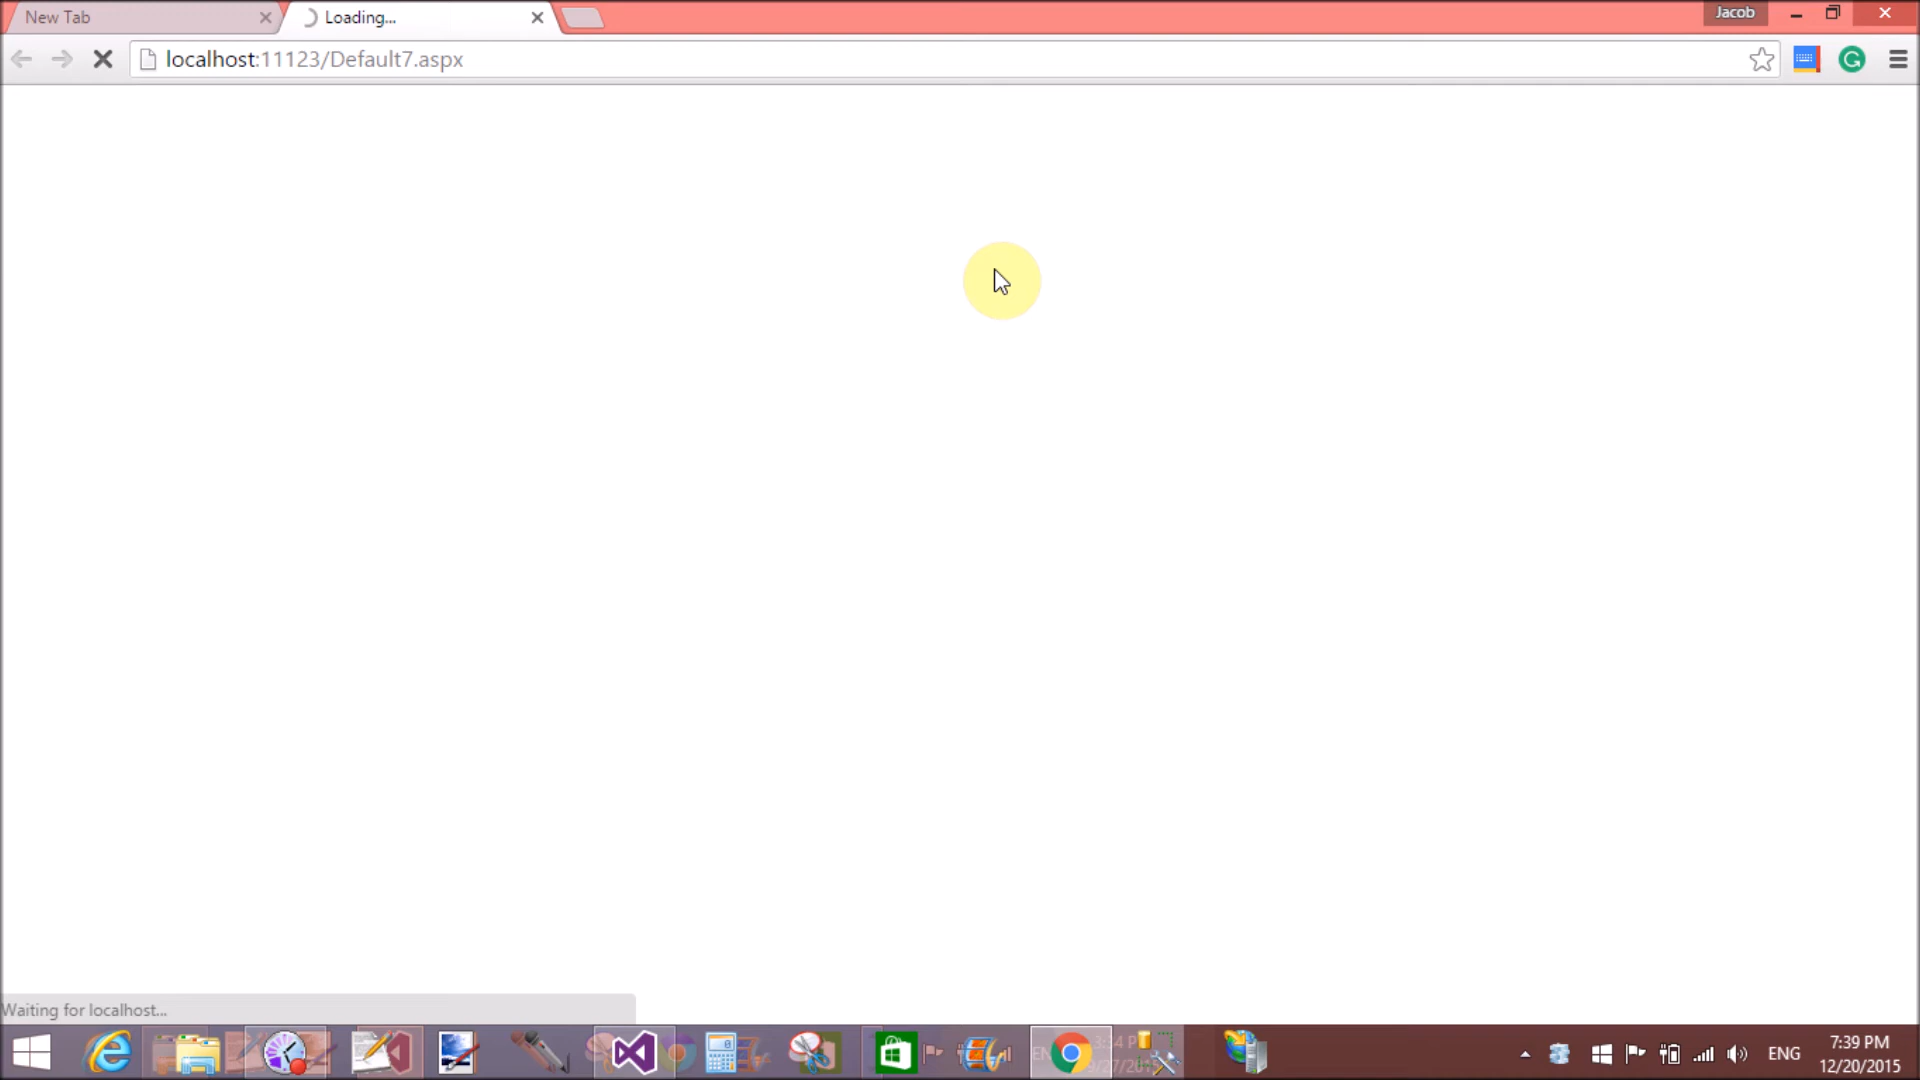 New Tab
Loading...
Jacob
localhost:11123/Default7.aspx
Waiting for localhost...
ENG
7:39 PM
12/20/2015